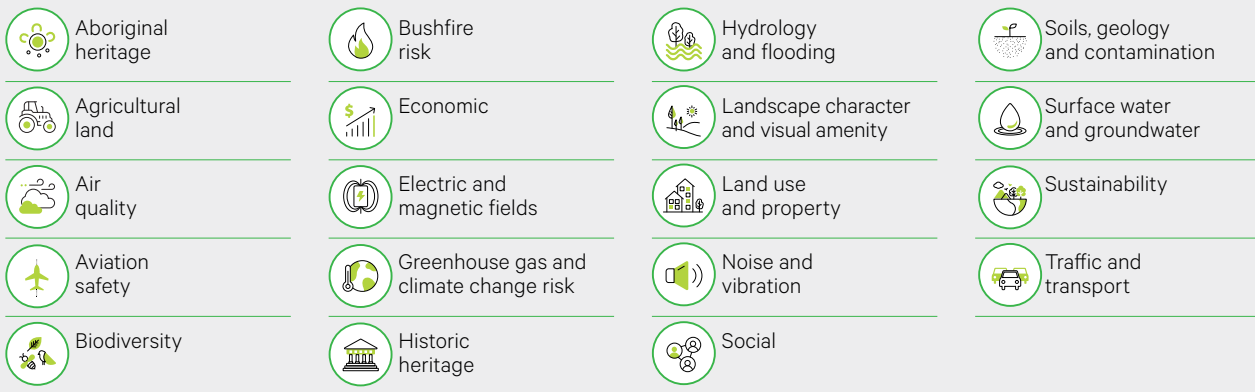 Aboriginal
heritage
Agricultural
land
Air
quality
Aviation
safety
Biodiversity
Bushfire
risk
$
Economic
Electric and
magnetic fields
Greenhouse gas and
climate change risk
Historic
heritage
Hydrology
and flooding
Landscape character
and visual amenity
Land use
and property
Noise and
vibration
Social
Soils, geology
and contamination
Surface water
and groundwater
Sustainability
Traffic and
transport